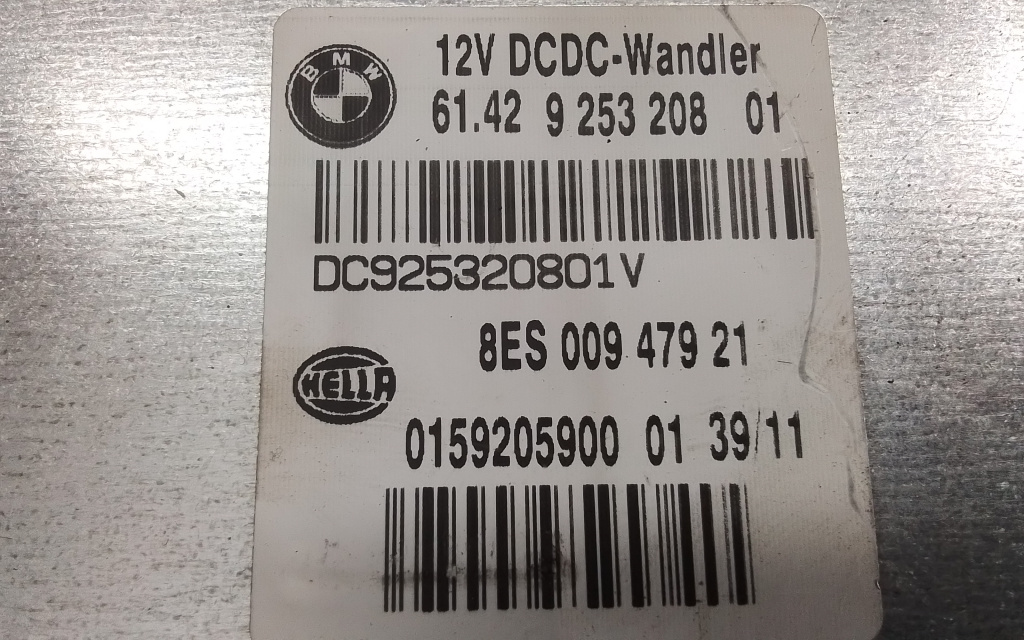 BMW
12V DCDC-Wandler
61.42 9 253 208 01
DC925320801V
8ES 009 479 21
HELLA
0159205900 01 39/11